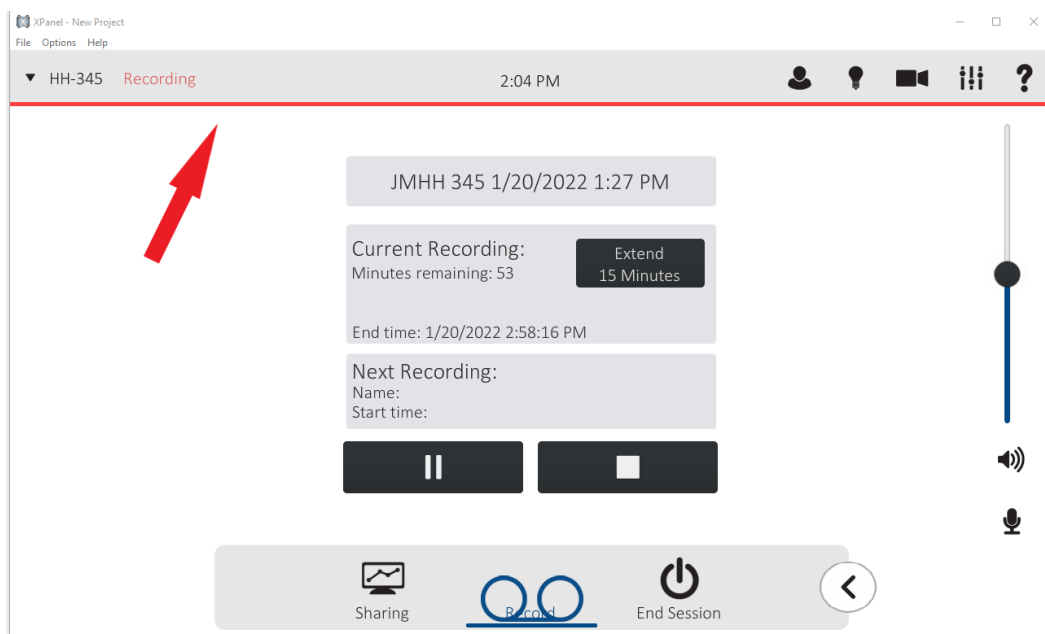 XPanel - New Project
File Options Help
HH-345 Recording 2:04 PM ?
JMHH 345 1/20/2022 1:27 PM
Current Recording:
Minutes remaining: 53
Extend
15 Minutes
End time: 1/20/2022 2:58:16 PM
Next Recording:
Name:
Start time:
Sharing Record End Session